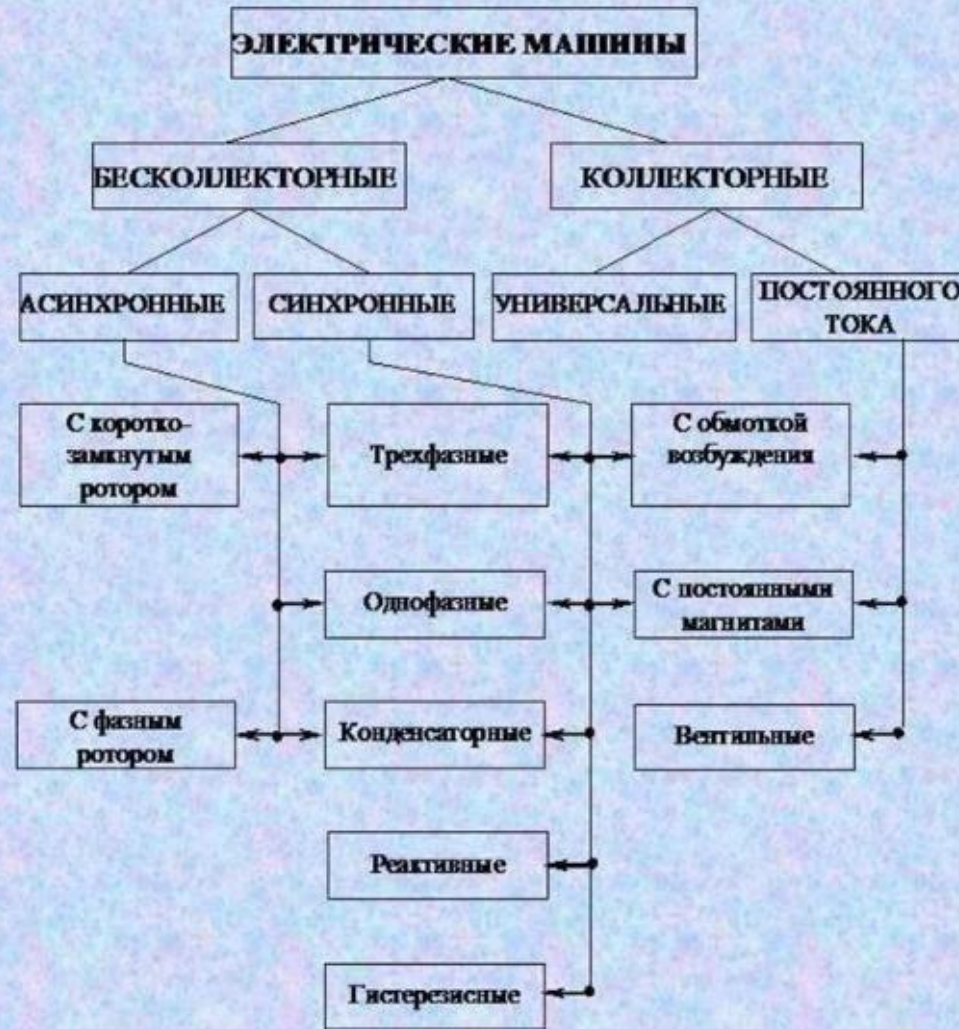 ЭЛЕКТРИЧЕСКИЕ МАШИНЫ
БЕСКОЛЛЕКТОРНЫЕ
КОЛЛЕКТОРНЫЕ
АСИНХРОННЫЕ
СИНХРОННЫЕ
УНИВЕРСАЛЬНЫЕ
ПОСТОЯННОГО
ТОКА
С коротко-
замкнутым
ротором
Трехфазные
С обмоткой
возбуждения
Однофазные
С постоянными
магнитами
С фазным
ротором
Конденсаторные
Вентильные
Реактивные
Гистерезисные